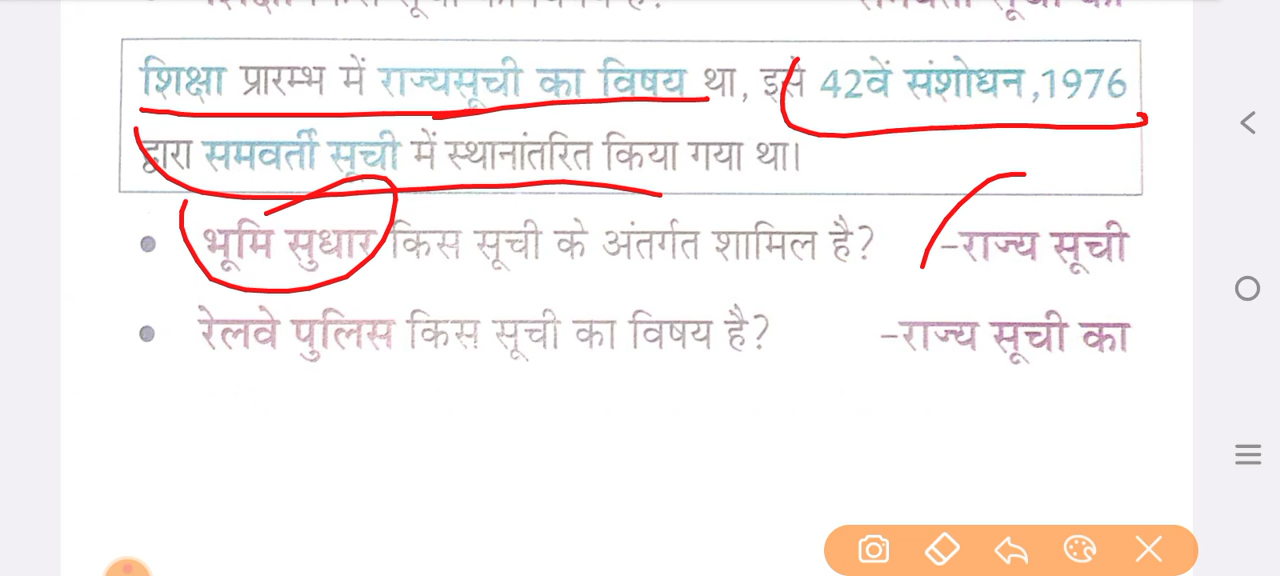 शिक्षा प्रारम्भ में राज्यसूची का विषय था, इसे 42वें संशोधन,1976
द्वारा समवर्ती सूची में स्थानांतरित किया गया था।
• भूमि सुधार किस सूची के अंतर्गत शामिल है? –राज्य सूची
• रेलवे पुलिस किस सूची का विषय है? –राज्य सूची का